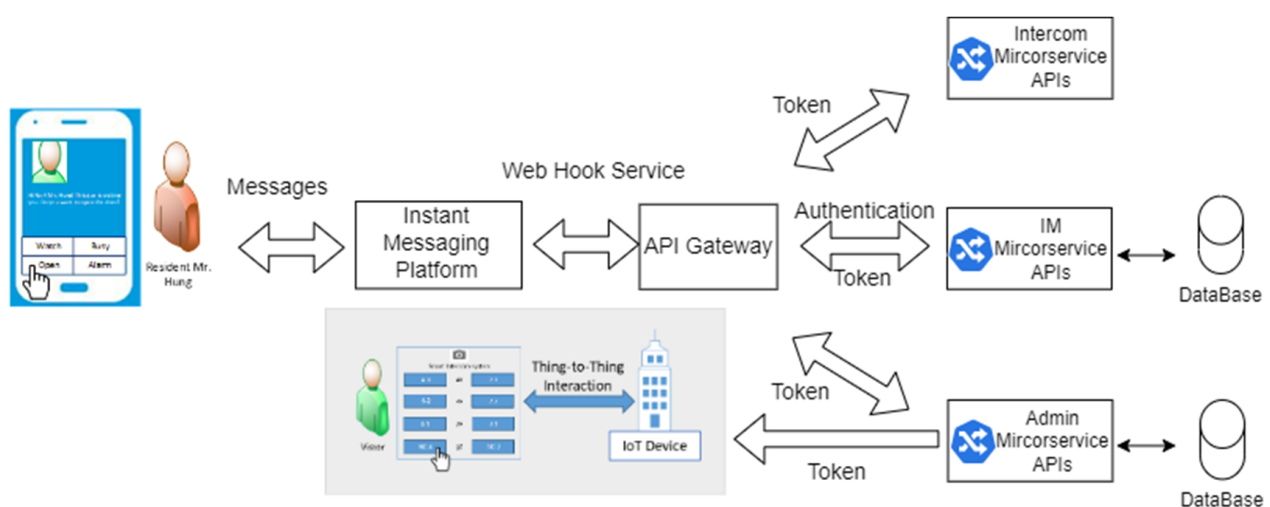 Intercom
Mircorservice
APIs
Token
Web Hook Service
Messages
Instant
Messaging
Platform
API Gateway
Authentication
Token
IM
Mircorservice
APIs
DataBase
Watch
Busy
Open
Alarm
Resident Mr.
Hung
Thing-to-Thing
Interaction
Visitor
IoT Device
Token
Token
Admin
Mircorservice
APIs
DataBase